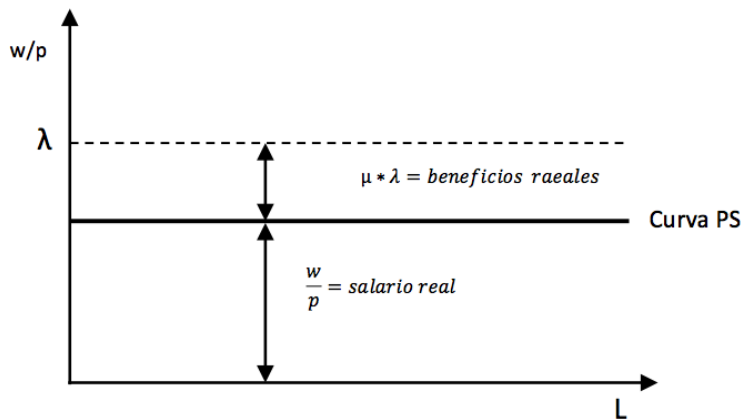 w/p
λ
μ * λ = beneficios raeales
Curva PS
w
p
= salario real
L